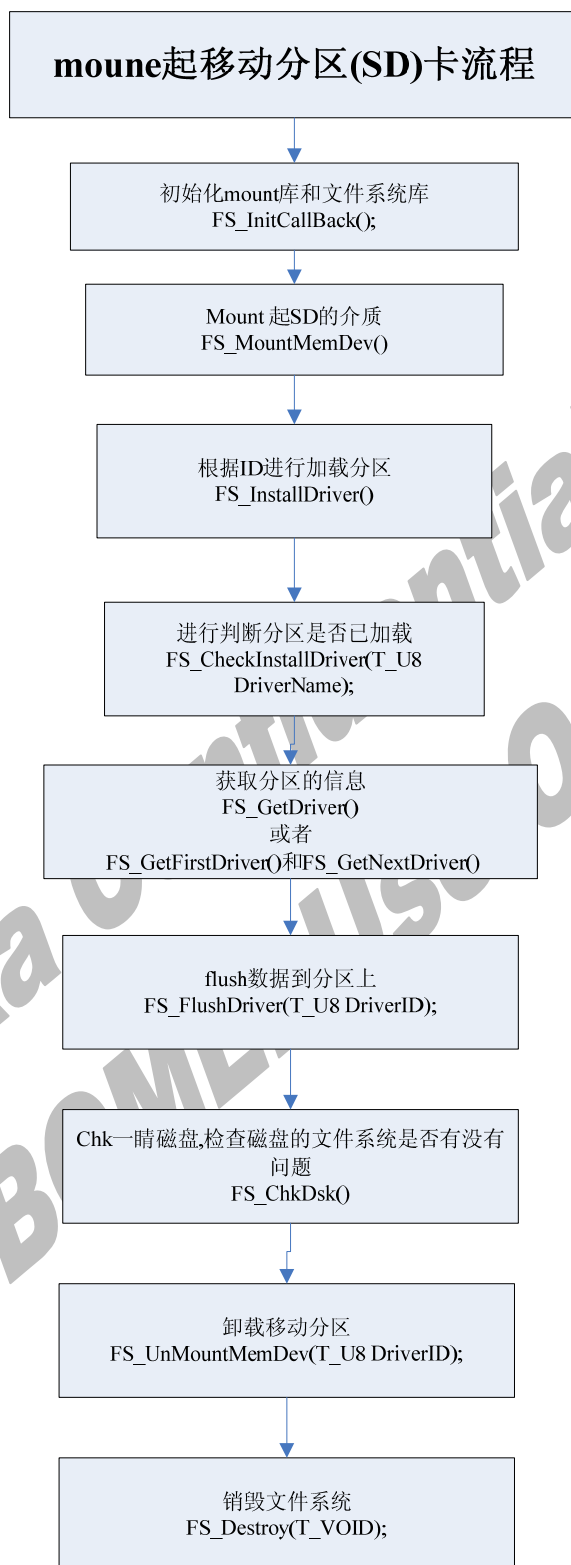 moune起移动分区(SD)卡流程
初始化mount库和文件系统库
FS_InitCallBack();
Mount 起SD的介质
FS_MountMemDev()
根据ID进行加载分区
FS_InstallDriver()
进行判断分区是否已加载
FS_CheckInstallDriver(T_U8
DriverName);
获取分区的信息
FS_GetDriver()
或者
FS_GetFirstDriver()和FS_GetNextDriver()
flush数据到分区上
FS_FlushDriver(T_U8 DriverID);
Chk一睛磁盘,检查磁盘的文件系统是否有没有
问题
FS_ChkDsk()
卸载移动分区
FS_UnMountMemDev(T_U8 DriverID);
销毁文件系统
FS_Destroy(T_VOID);